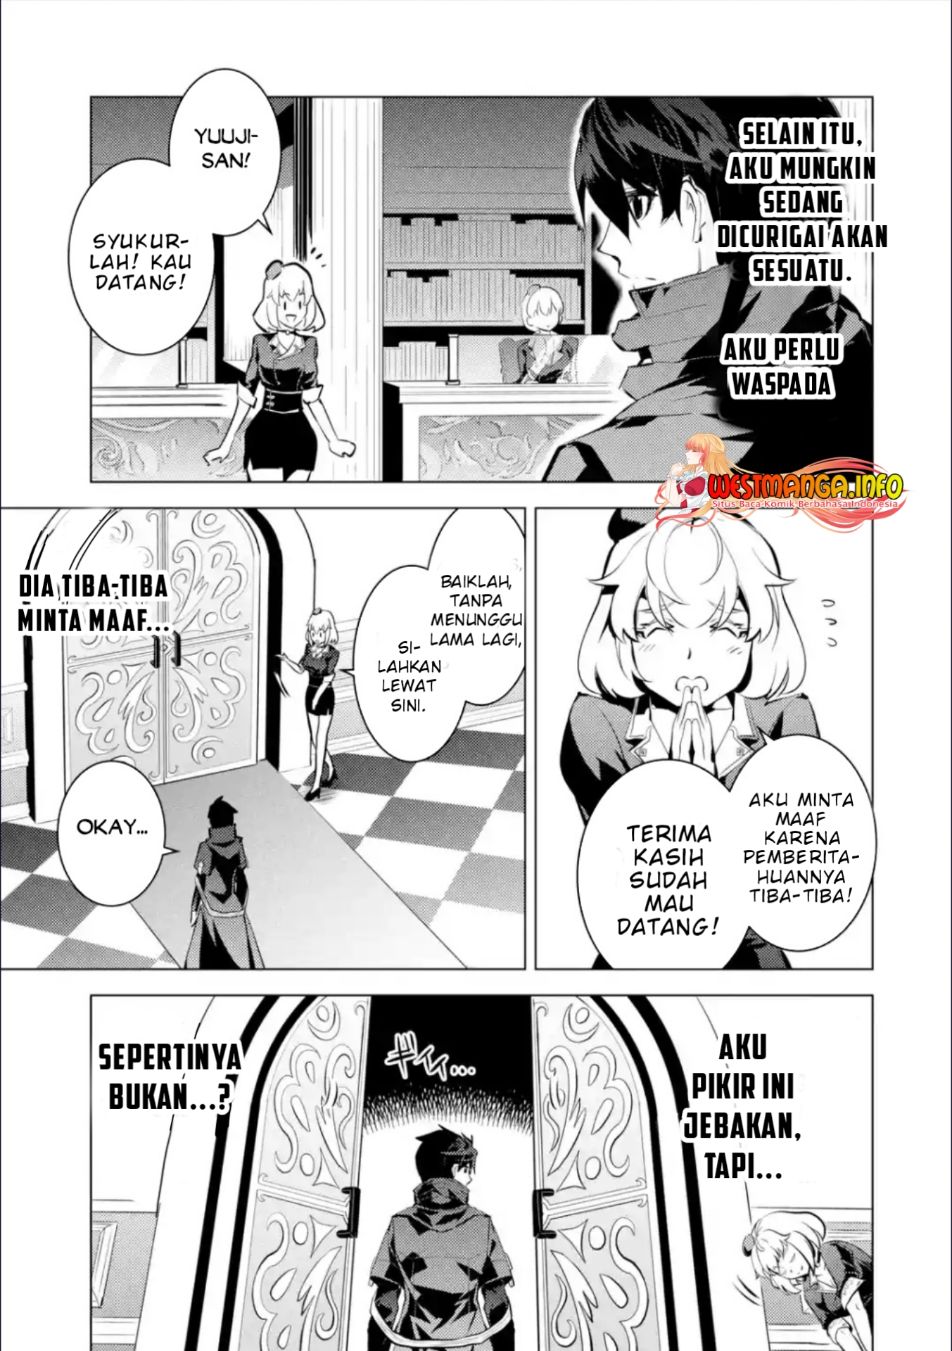 SELAIN ITU,
AKU MUNGKIN
SEDANG
DICURIGAI AKAN
SESUATU.
AKU PERLU
WASPADA
YUUJI-
SAN!
SYUKUR-
LAH! KAU
DATANG!
WESTMANGA.INFO
Situs Baca Komik Berbahasa Indonesia
AKU MINTA
MAAF
KARENA
PEMBERITA-
HUANNYA
TIBA-TIBA!
TERIMA
KASIH
SUDAH
MAU
DATANG!
BAIKLAH,
TANPA
MENUNGGU
LAMA LAGI,
SI-
LAHKAN
LEWAT
SINI.
DIA TIBA-TIBA
MINTA MAAF...
OKAY...
AKU
PIKIR INI
JEBAKAN,
TAPI...
ギイィ...
SEPERTINYA
BUKAN...?